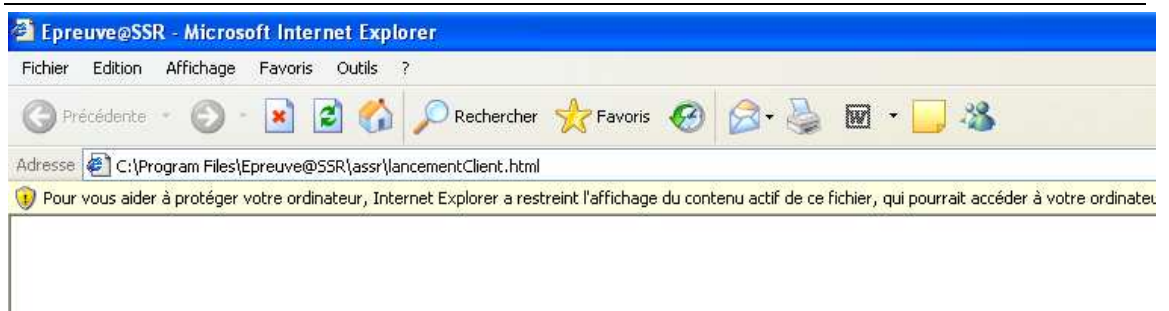 Epreuve@SSR - Microsoft Internet Explorer
Fichier Edition Affichage Favoris Outils ?
Précédente Rechercher Favoris
Adresse C:\Program Files\Epreuve@SSR\assr\lancementClient.html
Pour vous aider à protéger votre ordinateur, Internet Explorer a restreint l'affichage du contenu actif de ce fichier, qui pourrait accéder à votre ordinateu